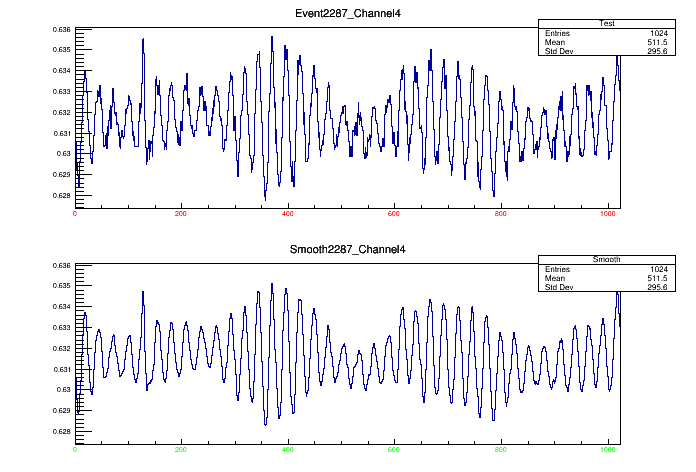 Event2287_Channel4
Test
Entries 1024
Mean 511.5
Std Dev 295.6
0.636
0.635
0.634
0.633
0.632
0.631
0.63
0.629
0.628
0 200 400 600 800 1000
Smooth2287_Channel4
Smooth
Entries 1024
Mean 511.5
Std Dev 295.6
0.636
0.635
0.634
0.633
0.632
0.631
0.63
0.629
0.628
0 200 400 600 800 1000